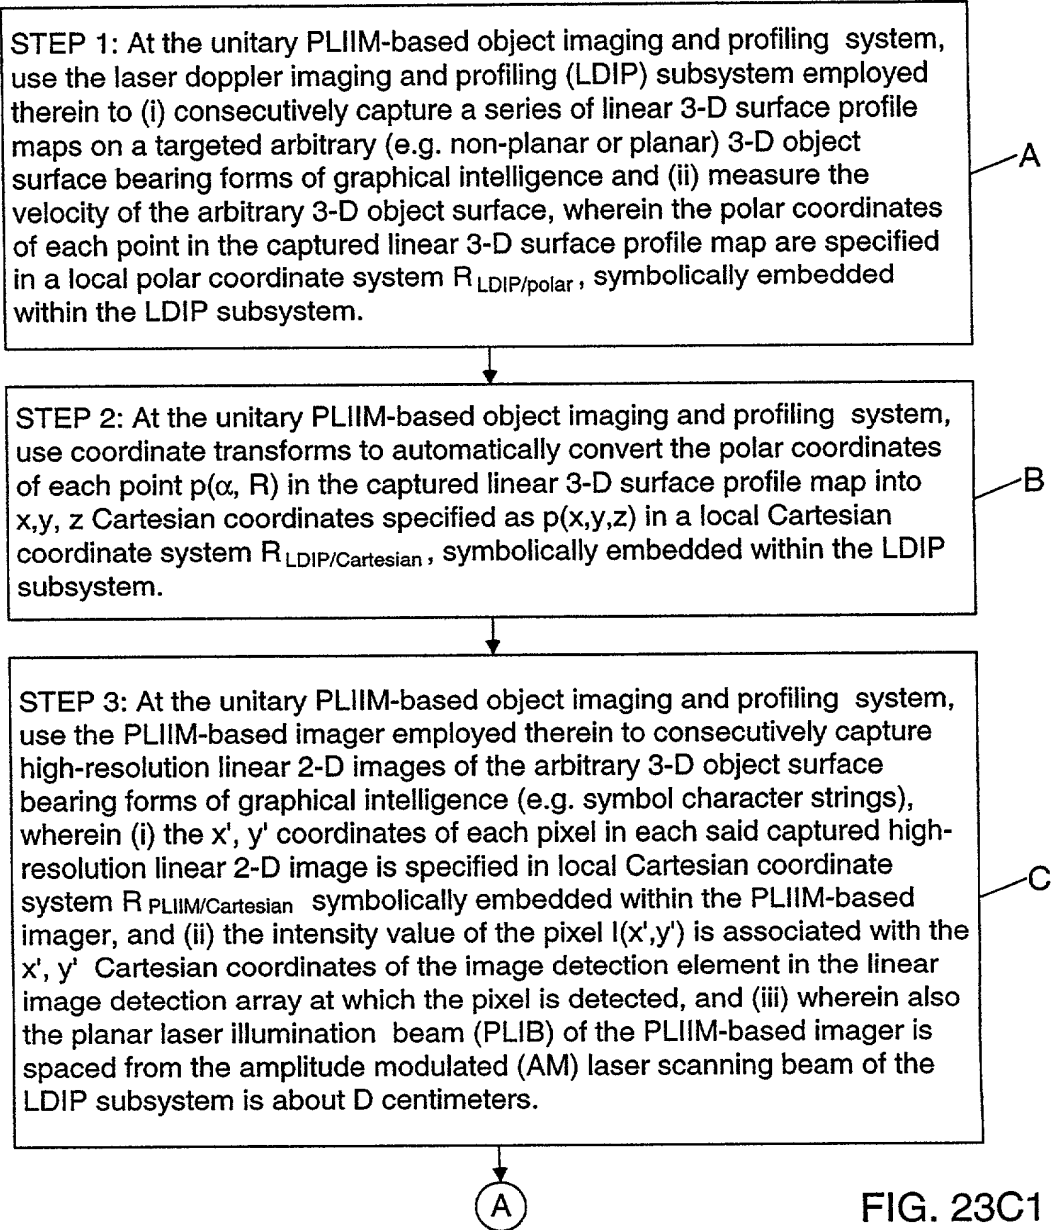 STEP 1: At the unitary PLIIM-based object imaging and profiling system,
use the laser doppler imaging and profiling (LDIP) subsystem employed
therein to (i) consecutively capture a series of linear 3-D surface profile
maps on a targeted arbitrary (e.g. non-planar or planar) 3-D object
surface bearing forms of graphical intelligence and (ii) measure the
velocity of the arbitrary 3-D object surface, wherein the polar coordinates
of each point in the captured linear 3-D surface profile map are specified
in a local polar coordinate system R LDIP/polar, symbolically embedded
within the LDIP subsystem.
A
STEP 2: At the unitary PLIIM-based object imaging and profiling system,
use coordinate transforms to automatically convert the polar coordinates
of each point p(α, R) in the captured linear 3-D surface profile map into
x,y, z Cartesian coordinates specified as p(x,y,z) in a local Cartesian
coordinate system R LDIP/Cartesian, symbolically embedded within the LDIP
subsystem.
B
STEP 3: At the unitary PLIIM-based object imaging and profiling system,
use the PLIIM-based imager employed therein to consecutively capture
high-resolution linear 2-D images of the arbitrary 3-D object surface
bearing forms of graphical intelligence (e.g. symbol character strings),
wherein (i) the x', y' coordinates of each pixel in each said captured high-
resolution linear 2-D image is specified in local Cartesian coordinate
system R PLIIM/Cartesian symbolically embedded within the PLIIM-based
imager, and (ii) the intensity value of the pixel I(x',y') is associated with the
x', y' Cartesian coordinates of the image detection element in the linear
image detection array at which the pixel is detected, and (iii) wherein also
the planar laser illumination beam (PLIB) of the PLIIM-based imager is
spaced from the amplitude modulated (AM) laser scanning beam of the
LDIP subsystem is about D centimeters.
C
A
FIG. 23C1